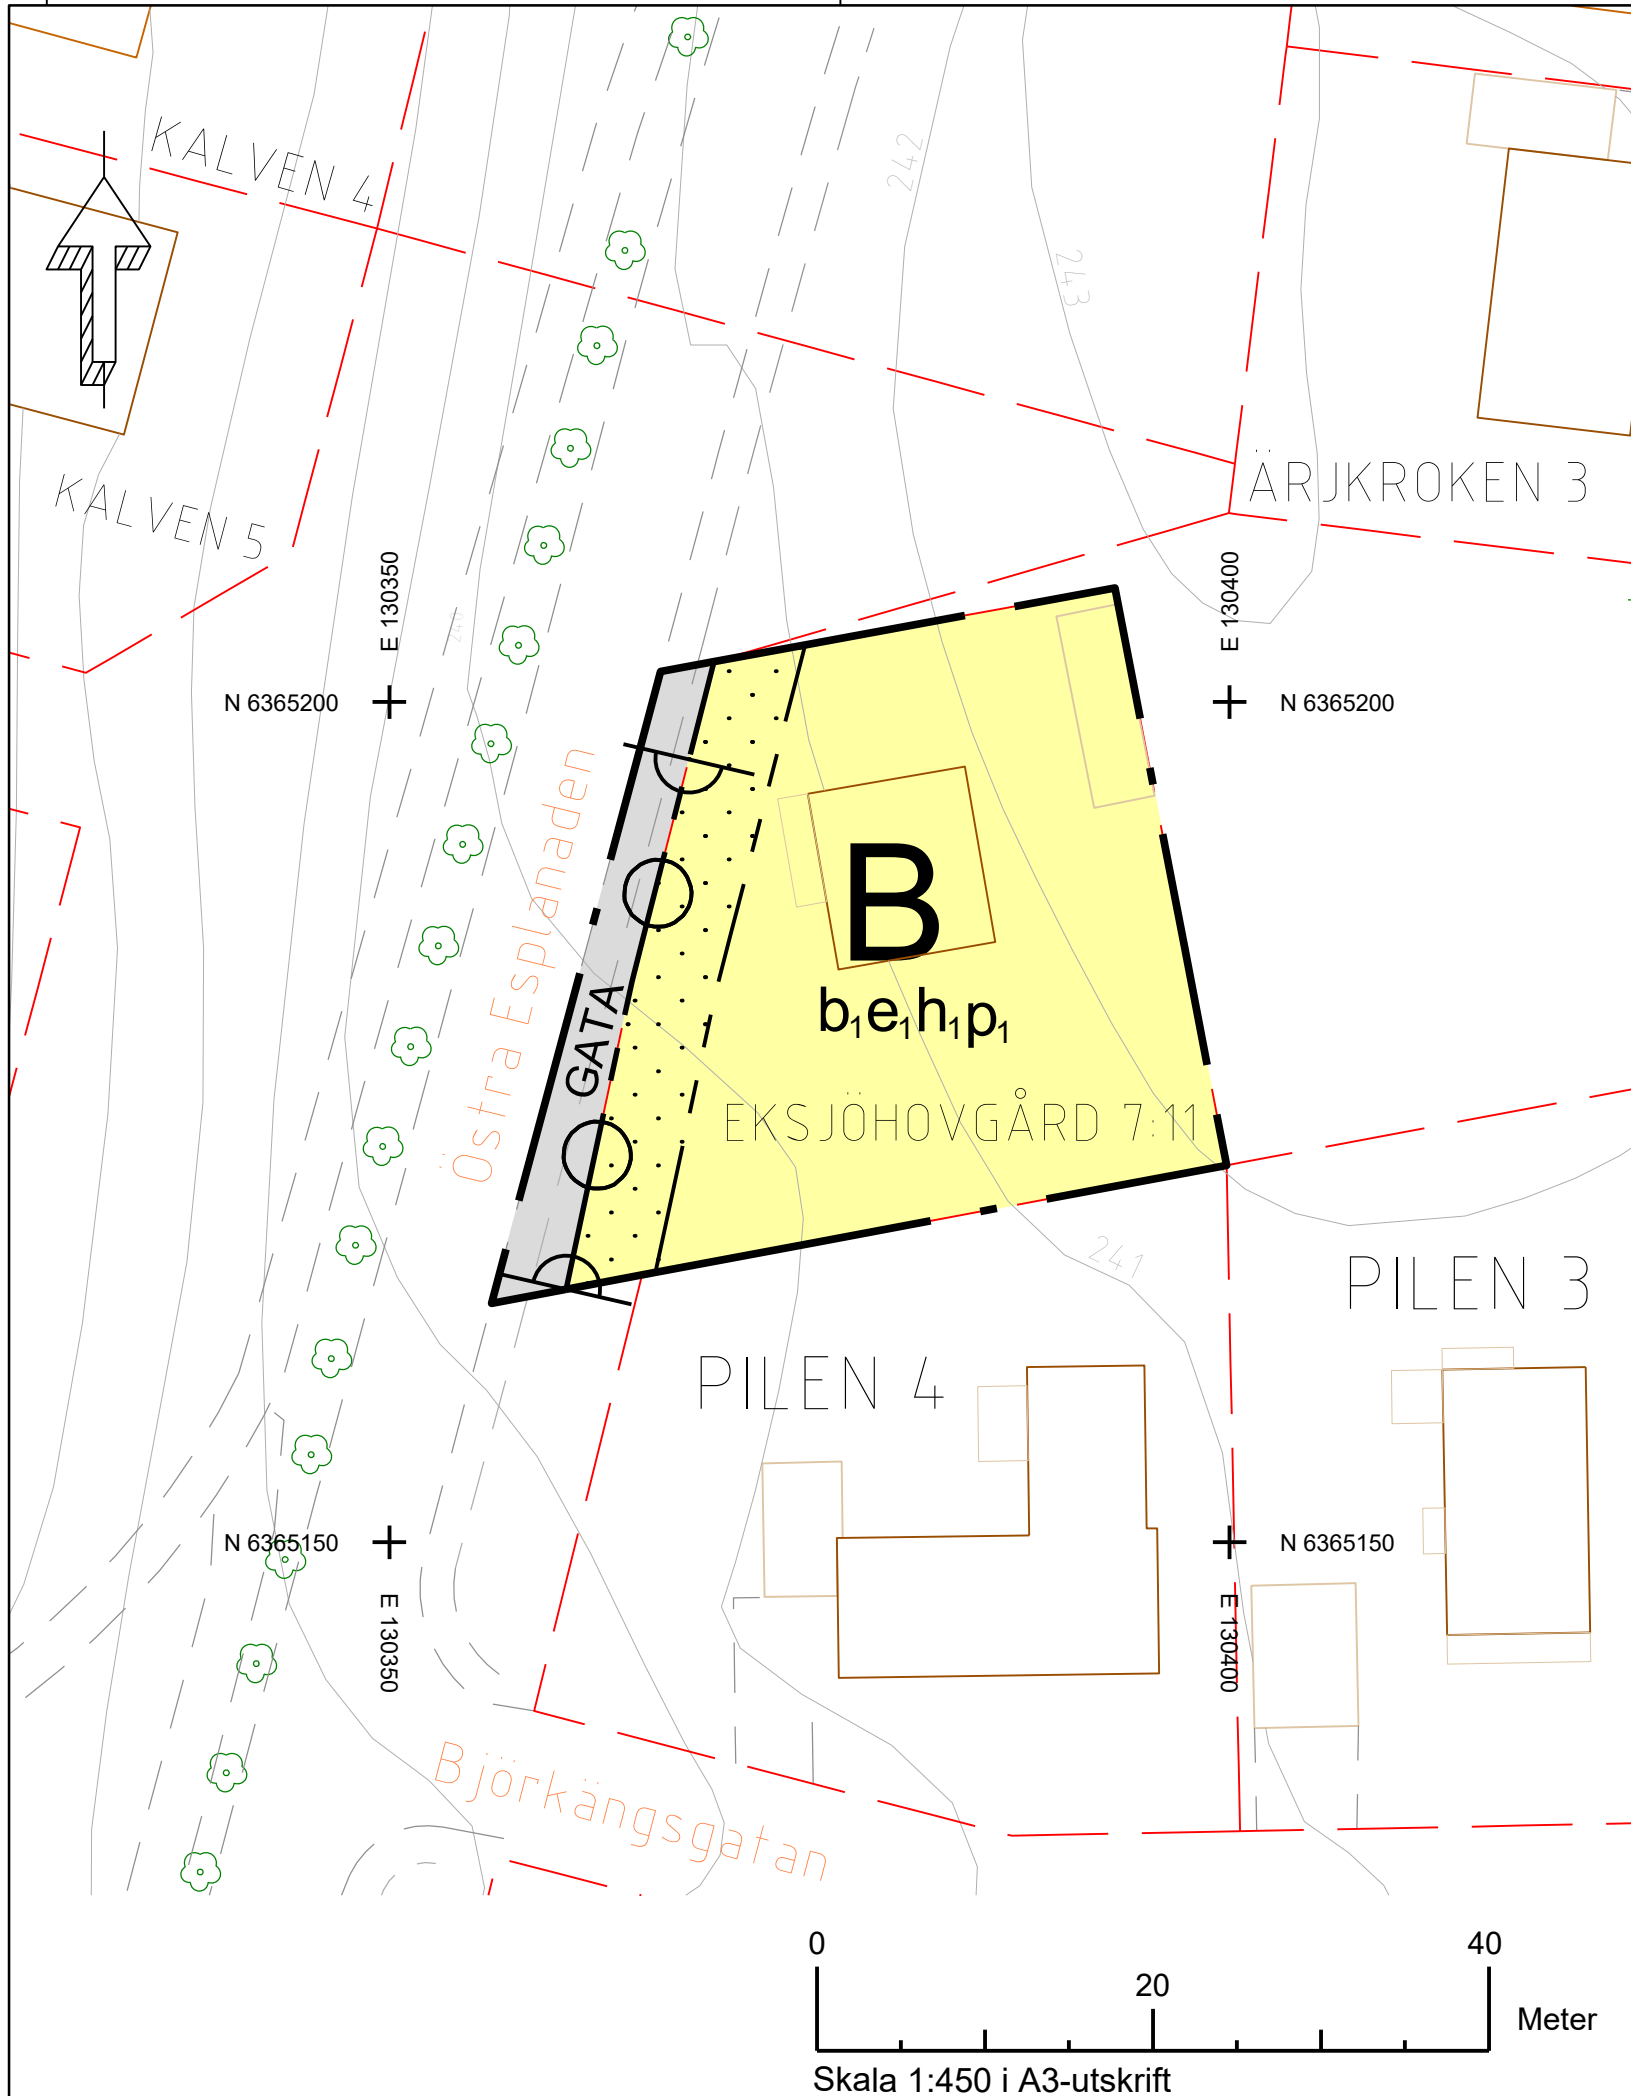 KALVEN 4
242
243
KALVEN 5
ÄRJKROKEN 3
E 130350
E 130400
240
N 6365200
N 6365200
Östra Esplanaden
B
GATA
b1e1h1p1
EKSJÖHOVGÅRD 7:11
241
PILEN 3
PILEN 4
N 6365150
N 6365150
E 130350
E 130400
Björkängsgatan
0
40
20
Meter
Skala 1:450 i A3-utskrift